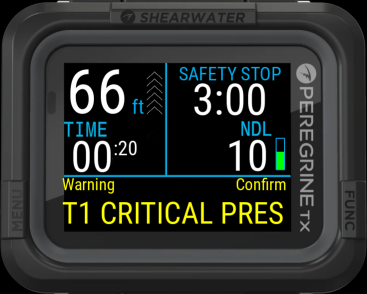 SHEARWATER
66 ft
SAFETY STOP
3:00
TIME
00:20
NDL
10
Warning
Confirm
T1 CRITICAL PRES
PEREGRINE TX
MENU
FUNC